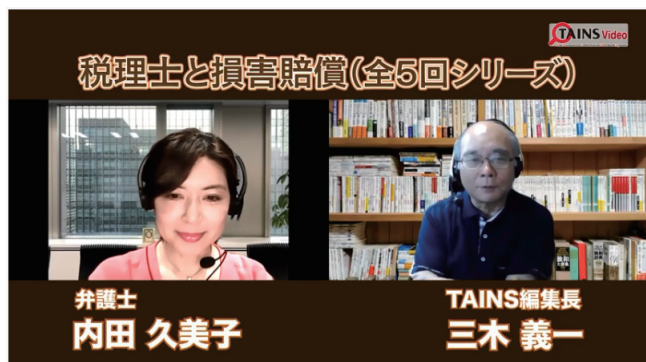 TAINS Video
税理士と損害賠償(全5回シリーズ)
弁護士
内田 久美子
TAINS編集長
三木 義一